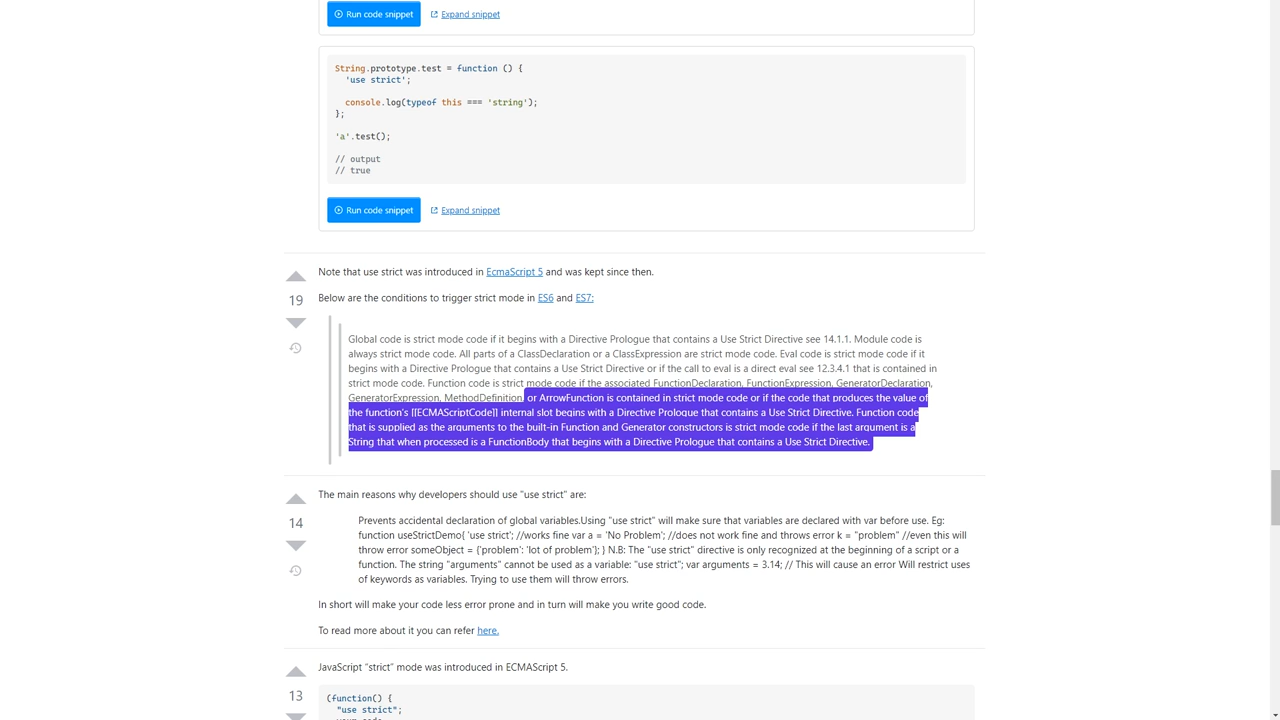 Run code snippet Expand snippet
String.prototype.test = function () {
'use strict';
console.log(typeof this === 'string');
};
'a'.test();
// output
// true
Run code snippet Expand snippet
Note that use strict was introduced in EcmaScript 5 and was kept since then.
19
Below are the conditions to trigger strict mode in ES6 and ES7:
Global code is strict mode code if it begins with a Directive Prologue that contains a Use Strict Directive see 14.1.1. Module code is
always strict mode code. All parts of a ClassDeclaration or a ClassExpression are strict mode code. Eval code is strict mode code if it
begins with a Directive Prologue that contains a Use Strict Directive or if the call to eval is a direct eval see 12.3.4.1 that is contained in
strict mode code. Function code is strict mode code if the associated FunctionDeclaration, FunctionExpression, GeneratorDeclaration,
GeneratorExpression, MethodDefinition, or ArrowFunction is contained in strict mode code or if the code that produces the value of
the function's [[ECMAScriptCode]] internal slot begins with a Directive Prologue that contains a Use Strict Directive. Function code
that is supplied as the arguments to the built-in Function and Generator constructors is strict mode code if the last argument is a
String that when processed is a FunctionBody that begins with a Directive Prologue that contains a Use Strict Directive.
The main reasons why developers should use "use strict" are:
14
Prevents accidental declaration of global variables.Using "use strict" will make sure that variables are declared with var before use. Eg:
function useStrictDemo{ 'use strict'; //works fine var a = 'No Problem'; //does not work fine and throws error k = "problem" //even this will
throw error someObject = {'problem': 'lot of problem'}; } N.B: The "use strict" directive is only recognized at the beginning of a script or a
function. The string "arguments" cannot be used as a variable: "use strict"; var arguments = 3.14; // This will cause an error Will restrict uses
of keywords as variables. Trying to use them will throw errors.
In short will make your code less error prone and in turn will make you write good code.
To read more about it you can refer here.
JavaScript "strict" mode was introduced in ECMAScript 5.
13
(function() {
"use strict";
your code